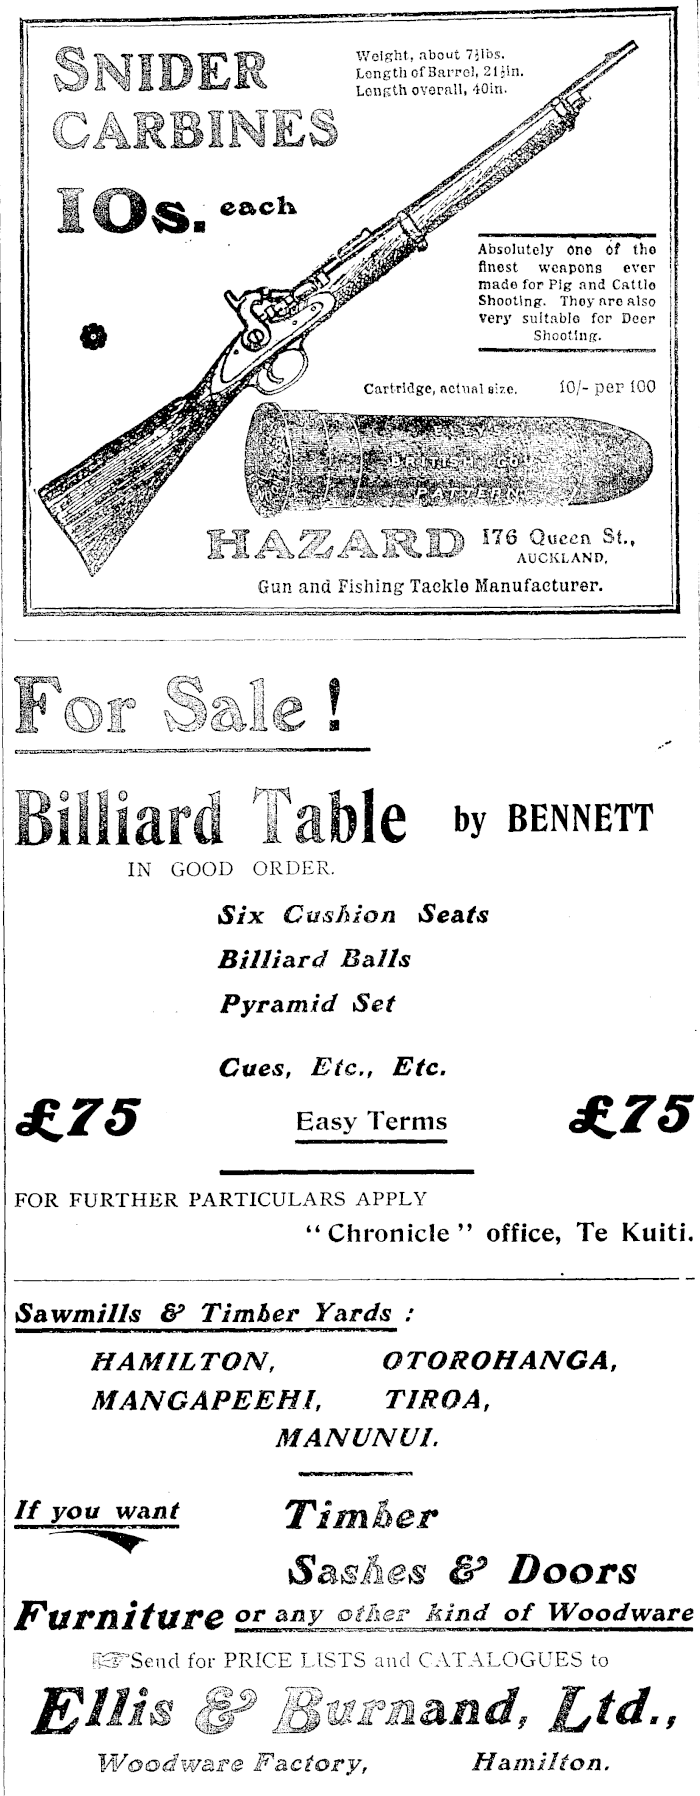 SNIDER
CARBINES
10s. each
Weight, about 7½lbs.
Length of Barrel, 21½in.
Length overall, 40in.
Absolutely one of the
finest weapons ever
made for Pig and Cattle
Shooting. They are also
very suitable for Deer
Shooting.
Cartridge, actual size. 10/- per 100
BRITISH
PATTERN
HAZARD 176 Queen St.,
AUCKLAND,
Gun and Fishing Tackle Manufacturer.
For Sale!
Billiard Table by BENNETT
IN GOOD ORDER.
Six Cushion Seats
Billiard Balls
Pyramid Set
Cues, Etc., Etc.
£75 Easy Terms £75
FOR FURTHER PARTICULARS APPLY
"Chronicle" office, Te Kuiti.
Sawmills & Timber Yards :
HAMILTON, OTOROHANGA,
MANGAPEEHI, TIROA,
MANUNUI.
If you want Timber
Sashes & Doors
Furniture or any other kind of Woodware
Send for PRICE LISTS and CATALOGUES to
Ellis & Burnand, Ltd.,
Woodware Factory, Hamilton.